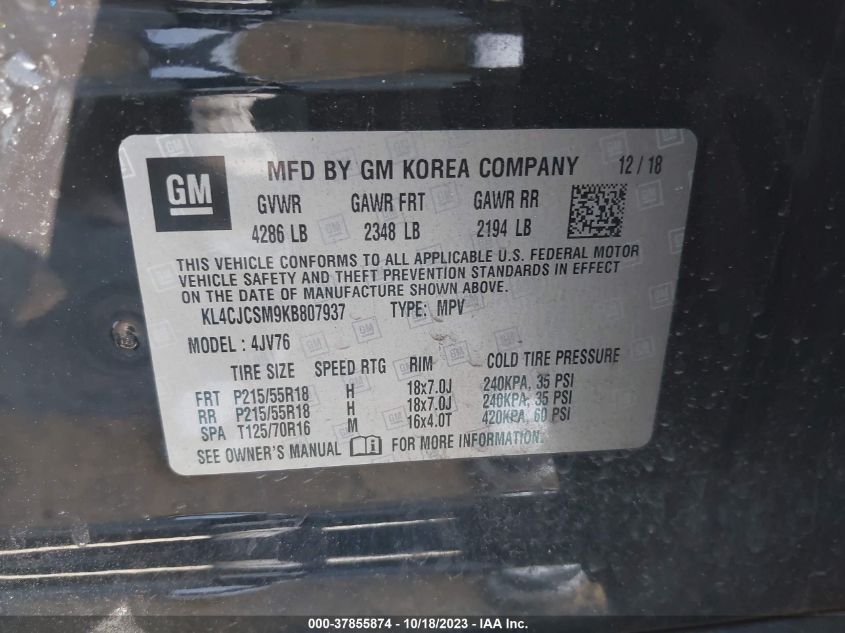 GM
MFD BY GM KOREA COMPANY 12/18
GVWR GAWR FRT GAWR RR
4286 LB 2348 LB 2194 LB
THIS VEHICLE CONFORMS TO ALL APPLICABLE U.S. FEDERAL MOTOR
VEHICLE SAFETY AND THEFT PREVENTION STANDARDS IN EFFECT
ON THE DATE OF MANUFACTURE SHOWN ABOVE.
KL4CJCSM9KB807937 TYPE: MPV
MODEL: 4JV76
TIRE SIZE SPEED RTG RIM COLD TIRE PRESSURE
FRT P215/55R18 H 18x7.0J 240KPA, 35 PSI
RR P215/55R18 H 18x7.0J 240KPA, 35 PSI
SPA T125/70R16 M 16x4.0T 420KPA, 60 PSI
SEE OWNER'S MANUAL FOR MORE INFORMATION.
000-37855874 - 10/18/2023 - IAA Inc.